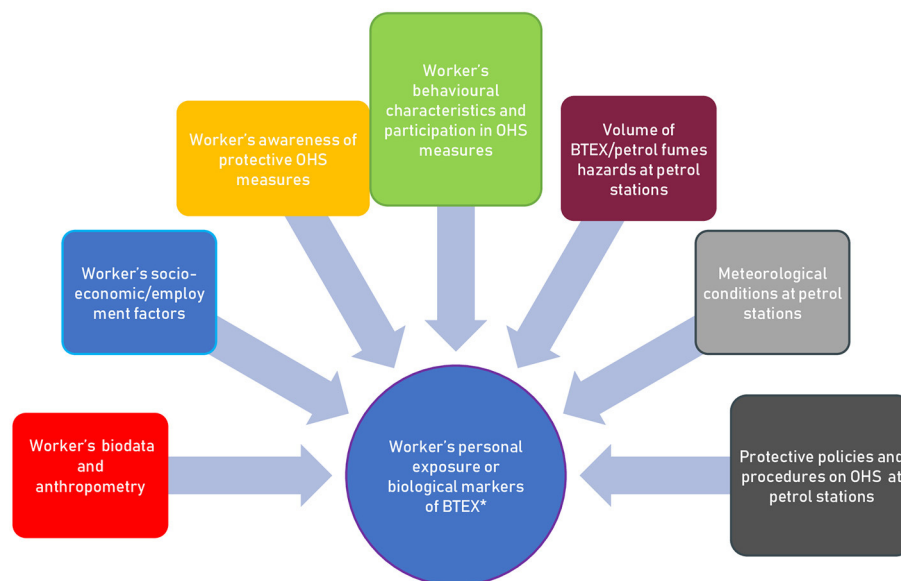 Worker's
behavioural
characteristics and
participation in OHS
measures
Worker's awareness of
protective OHS
measures
Volume of
BTEX/petrol fumes
hazards at petrol
stations
Worker's socio-
economic/employ
ment factors
Meteorological
conditions at petrol
stations
Worker's biodata
and
anthropometry
Worker's personal
exposure or
biological markers
of BTEX*
Protective policies and
procedures on OHS at
petrol stations